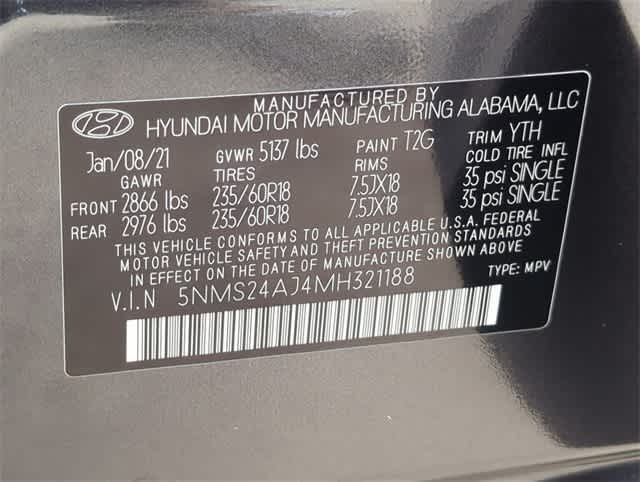 MANUFACTURED BY
HYUNDAI MOTOR MANUFACTURING ALABAMA, LLC
Jan/08/21 GVWR 5137 lbs PAINT T2G TRIM YTH
GAWR TIRES RIMS COLD TIRE INFL
FRONT 2866 lbs 235/60R18 7.5JX18 35 psi SINGLE
REAR 2976 lbs 235/60R18 7.5JX18 35 psi SINGLE
THIS VEHICLE CONFORMS TO ALL APPLICABLE U.S.A. FEDERAL
MOTOR VEHICLE SAFETY AND THEFT PREVENTION STANDARDS
IN EFFECT ON THE DATE OF MANUFACTURE SHOWN ABOVE
V.I.N 5NMS24AJ4MH321188 TYPE: MPV